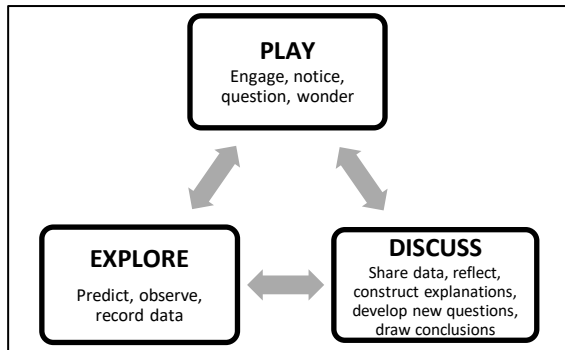 PLAY
Engage, notice,
question, wonder
EXPLORE
Predict, observe,
record data
DISCUSS
Share data, reflect,
construct explanations,
develop new questions,
draw conclusions